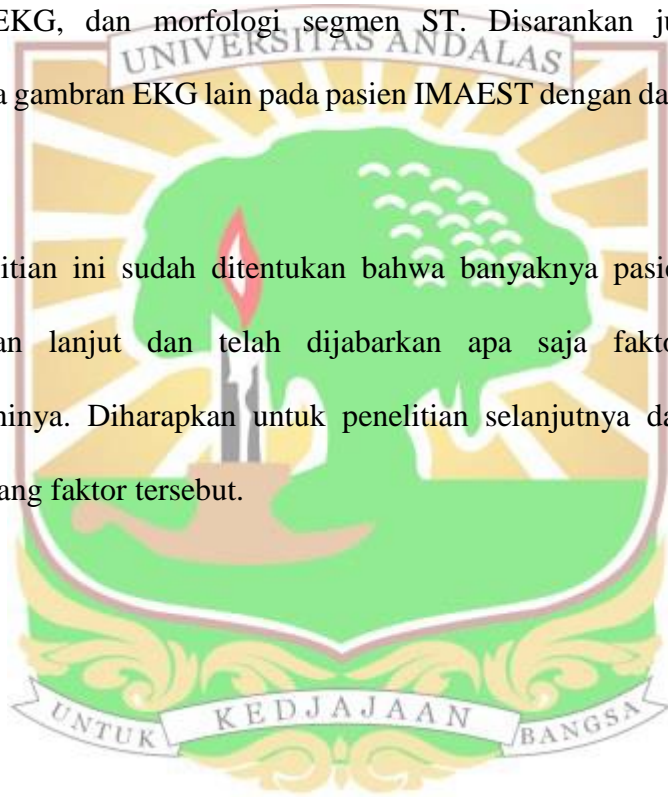 EKG, dan morfologi segmen ST. Disarankan ju
UNIVERSITAS ANDALAS
a gambran EKG lain pada pasien IMAEST dengan da
litian ini sudah ditentukan bahwa banyaknya pasie
an lanjut dan telah dijabarkan apa saja fakto
hinya. Diharapkan untuk penelitian selanjutnya da
ang faktor tersebut.
UNTUK KEDJAJAAN BANGSA